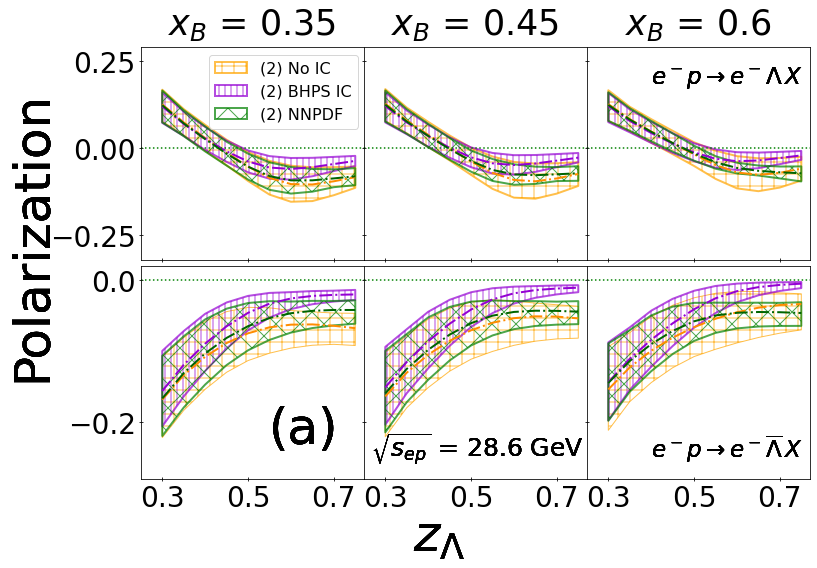 x_B = 0.35 x_B = 0.45 x_B = 0.6
Polarization
0.25
0.00
−0.25
(2) No IC
(2) BHPS IC
(2) NNPDF
e⁻p → e⁻ΛX
0.0
−0.2
(a)
√s_ep = 28.6 GeV
e⁻p → e⁻Λ̅X
0.3 0.5 0.7 0.3 0.5 0.7 0.3 0.5 0.7
z_Λ